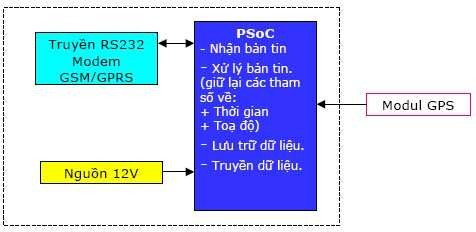 Truyền RS232
Modem
GSM/GPRS
Nguồn 12V
PSoC
- Nhận bản tin
- Xử lý bản tin.
(giữ lại các tham
số về:
+ Thời gian
+ Toạ độ)
- Lưu trữ dữ liệu.
- Truyền dữ liệu.
Modul GPS